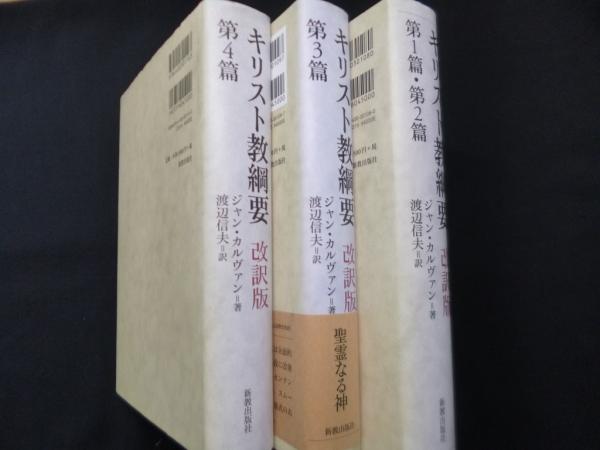 キリスト教綱要 改訳版
第4篇
ジャン・カルヴァン=著
渡辺信夫=訳
新教出版社
キリスト教綱要 改訳版
第3篇
ジャン・カルヴァン=著
渡辺信夫=訳
聖霊なる神
新教出版社
キリスト教綱要 改訳版
第1篇・第2篇
ジャン・カルヴァン=著
渡辺信夫=訳
新教出版社